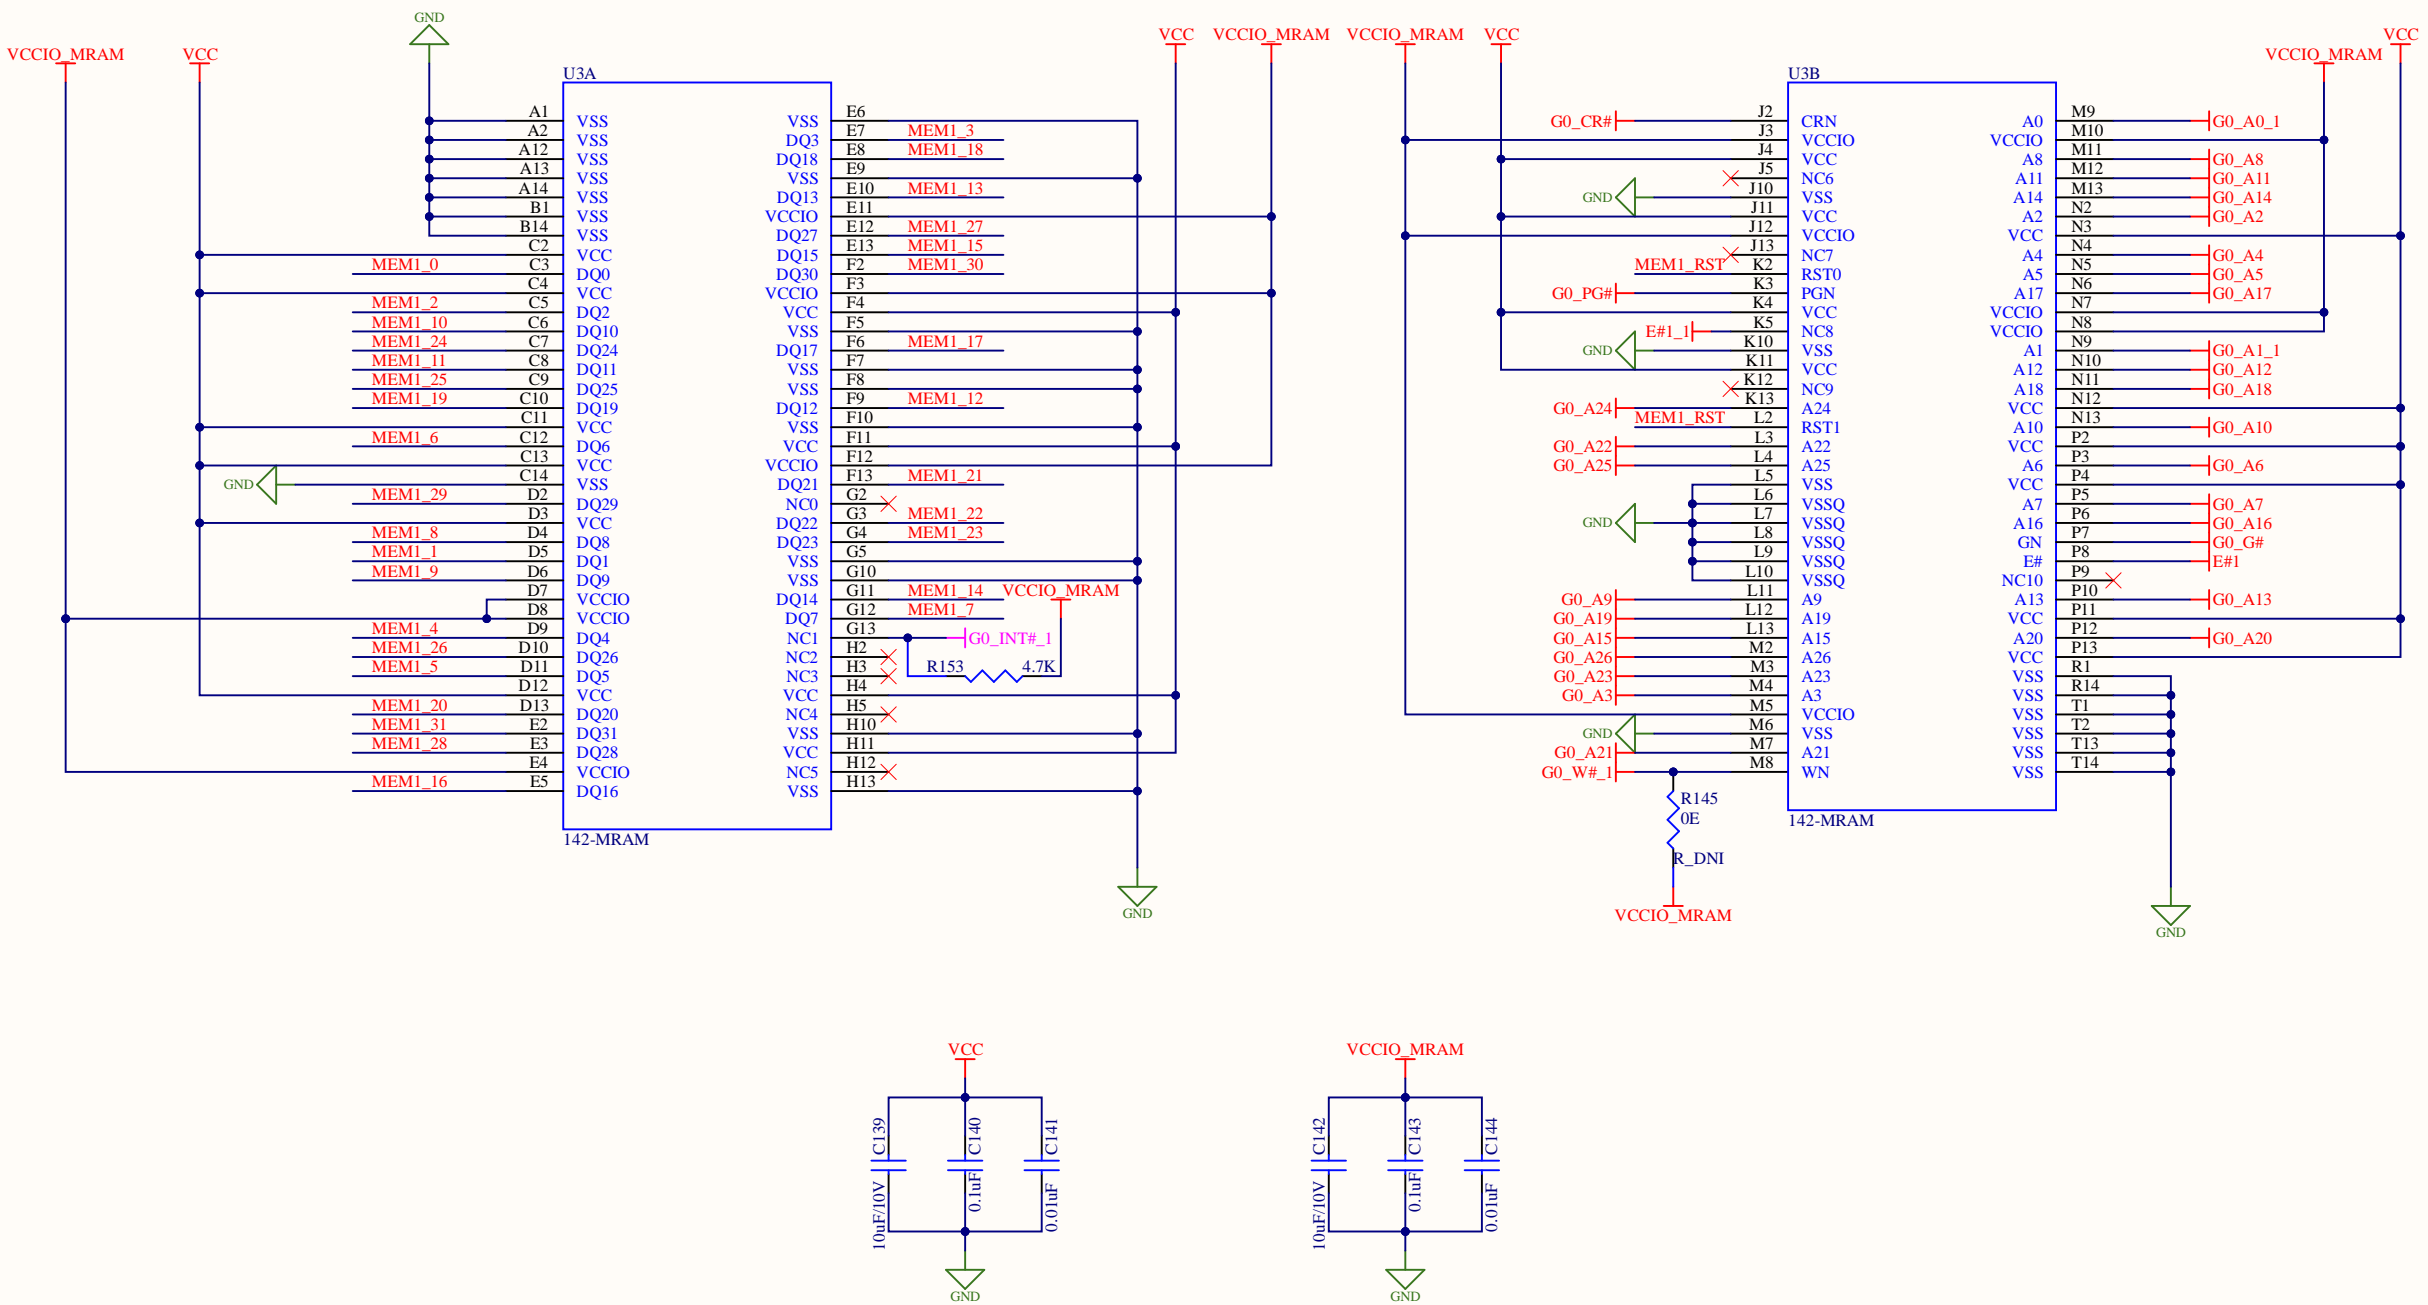 GND
VCCIO_MRAM
VCC
VCC
VCCIO_MRAM
VCCIO_MRAM
VCC
VCCIO_MRAM
VCC
U3A
A1 VSS
A2 VSS
A12 VSS
A13 VSS
A14 VSS
B1 VSS
B14 VSS
C2 VCC
MEM1_0 C3 DQ0
C4 VCC
MEM1_2 C5 DQ2
MEM1_10 C6 DQ10
MEM1_24 C7 DQ24
MEM1_11 C8 DQ11
MEM1_25 C9 DQ25
MEM1_19 C10 DQ19
C11 VCC
MEM1_6 C12 DQ6
C13 VCC
GND C14 VSS
MEM1_29 D2 DQ29
D3 VCC
MEM1_8 D4 DQ8
MEM1_1 D5 DQ1
MEM1_9 D6 DQ9
D7 VCCIO
D8 VCCIO
MEM1_4 D9 DQ4
MEM1_26 D10 DQ26
MEM1_5 D11 DQ5
D12 VCC
MEM1_20 D13 DQ20
MEM1_31 E2 DQ31
MEM1_28 E3 DQ28
E4 VCCIO
MEM1_16 E5 DQ16
VSS E6
DQ3 E7 MEM1_3
DQ18 E8 MEM1_18
VSS E9
DQ13 E10 MEM1_13
VCCIO E11
DQ27 E12 MEM1_27
DQ15 E13 MEM1_15
DQ30 F2 MEM1_30
VCCIO F3
VCC F4
VSS F5
DQ17 F6 MEM1_17
VSS F7
VSS F8
DQ12 F9 MEM1_12
VSS F10
VCC F11
VCCIO F12
DQ21 F13 MEM1_21
NC0 G2
DQ22 G3 MEM1_22
DQ23 G4 MEM1_23
VSS G5
VSS G10
DQ14 G11 MEM1_14 VCCIO_MRAM
DQ7 G12 MEM1_7
NC1 G13 G0_INT#_1
NC2 H2
NC3 H3 R153 4.7K
VCC H4
NC4 H5
VSS H10
VCC H11
NC5 H12
VSS H13
142-MRAM
GND
U3B
G0_CR# J2 CRN
J3 VCCIO
J4 VCC
J5 NC6
GND J10 VSS
J11 VCC
J12 VCCIO
J13 NC7
MEM1_RST K2 RST0
G0_PG# K3 PGN
K4 VCC
E#1_1 K5 NC8
GND K10 VSS
K11 VCC
K12 NC9
G0_A24 K13 A24
MEM1_RST L2 RST1
G0_A22 L3 A22
G0_A25 L4 A25
L5 VSS
L6 VSSQ
GND L7 VSSQ
L8 VSSQ
L9 VSSQ
L10 VSSQ
G0_A9 L11 A9
G0_A19 L12 A19
G0_A15 L13 A15
G0_A26 M2 A26
G0_A23 M3 A23
G0_A3 M4 A3
M5 VCCIO
GND M6 VSS
G0_A21 M7 A21
G0_W#_1 M8 WN
A0 M9 G0_A0_1
VCCIO M10
A8 M11 G0_A8
A11 M12 G0_A11
A14 M13 G0_A14
A2 N2 G0_A2
VCC N3
A4 N4 G0_A4
A5 N5 G0_A5
A17 N6 G0_A17
VCCIO N7
VCCIO N8
A1 N9 G0_A1_1
A12 N10 G0_A12
A18 N11 G0_A18
VCC N12
A10 N13 G0_A10
VCC P2
A6 P3 G0_A6
VCC P4
A7 P5 G0_A7
A16 P6 G0_A16
GN P7 G0_G#
E# P8 E#1
NC10 P9
A13 P10 G0_A13
VCC P11
A20 P12 G0_A20
VCC P13
VSS R1
VSS R14
VSS T1
VSS T2
VSS T13
VSS T14
142-MRAM
R145
0E
R_DNI
VCCIO_MRAM
GND
VCC
C139
10uF/10V
C140
0.1uF
C141
0.01uF
GND
VCCIO_MRAM
C142
10uF/10V
C143
0.1uF
C144
0.01uF
GND